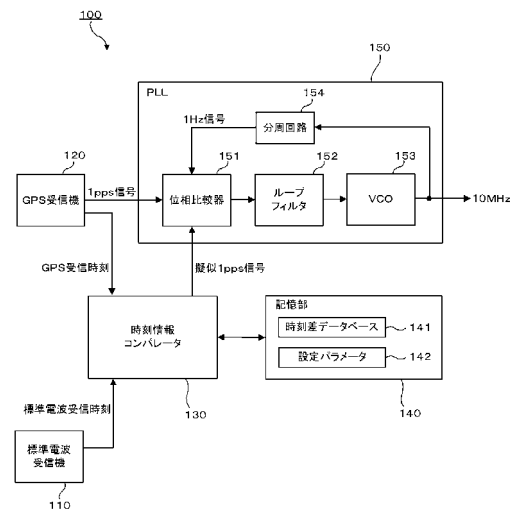 100
150
PLL
154
1Hz信号
分周回路
120
151
152
153
1pps信号
GPS受信機
位相比較器
ループ
フィルタ
VCO
10MHz
GPS受信時刻
擬似1pps信号
時刻情報
コンパレータ
記憶部
時刻差データベース
141
設定パラメータ
142
130
140
標準電波受信時刻
標準電波
受信機
110